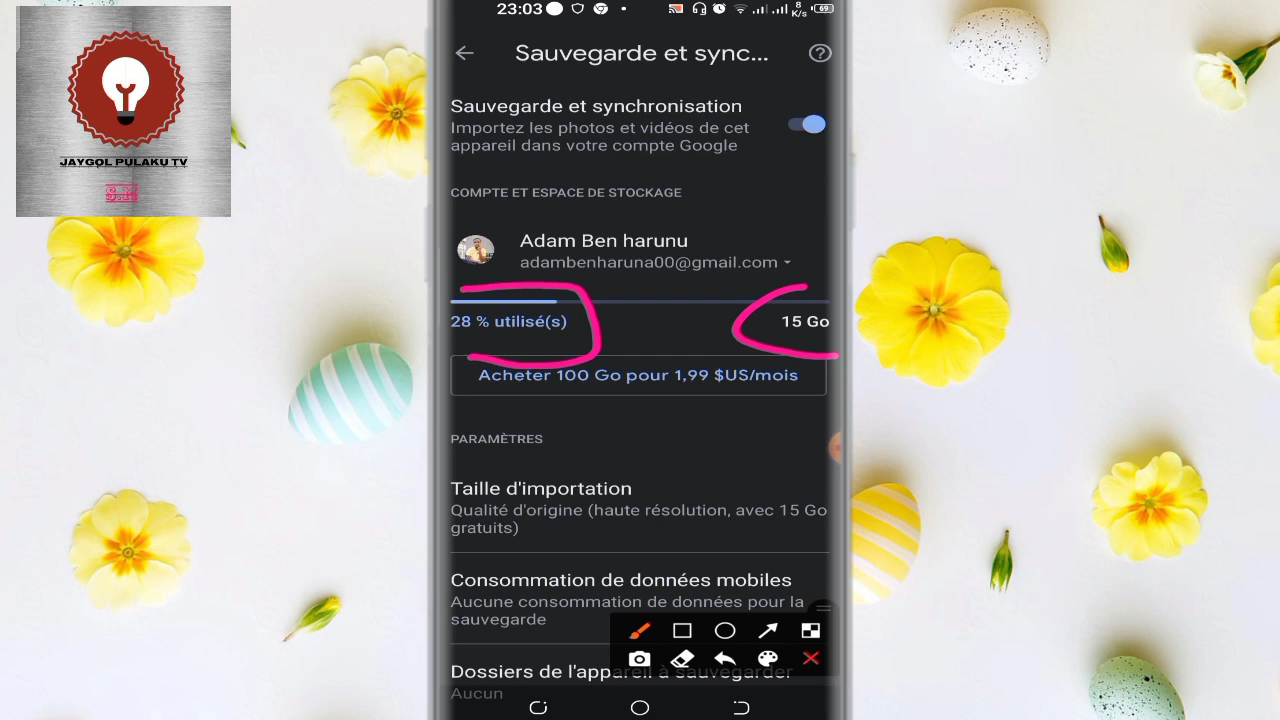 JAYGOL PULAKU TV
23:03
8
K/s
69
Sauvegarde et sync...
Sauvegarde et synchronisation
Importez les photos et vidéos de cet
appareil dans votre compte Google
COMPTE ET ESPACE DE STOCKAGE
Adam Ben harunu
adambenharuna00@gmail.com
28 % utilisé(s)
15 Go
Acheter 100 Go pour 1,99 $US/mois
PARAMÈTRES
Taille d'importation
Qualité d'origine (haute résolution, avec 15 Go
gratuits)
Consommation de données mobiles
Aucune consommation de données pour la
sauvegarde
Dossiers de l'appareil à sauvegarder
Aucun